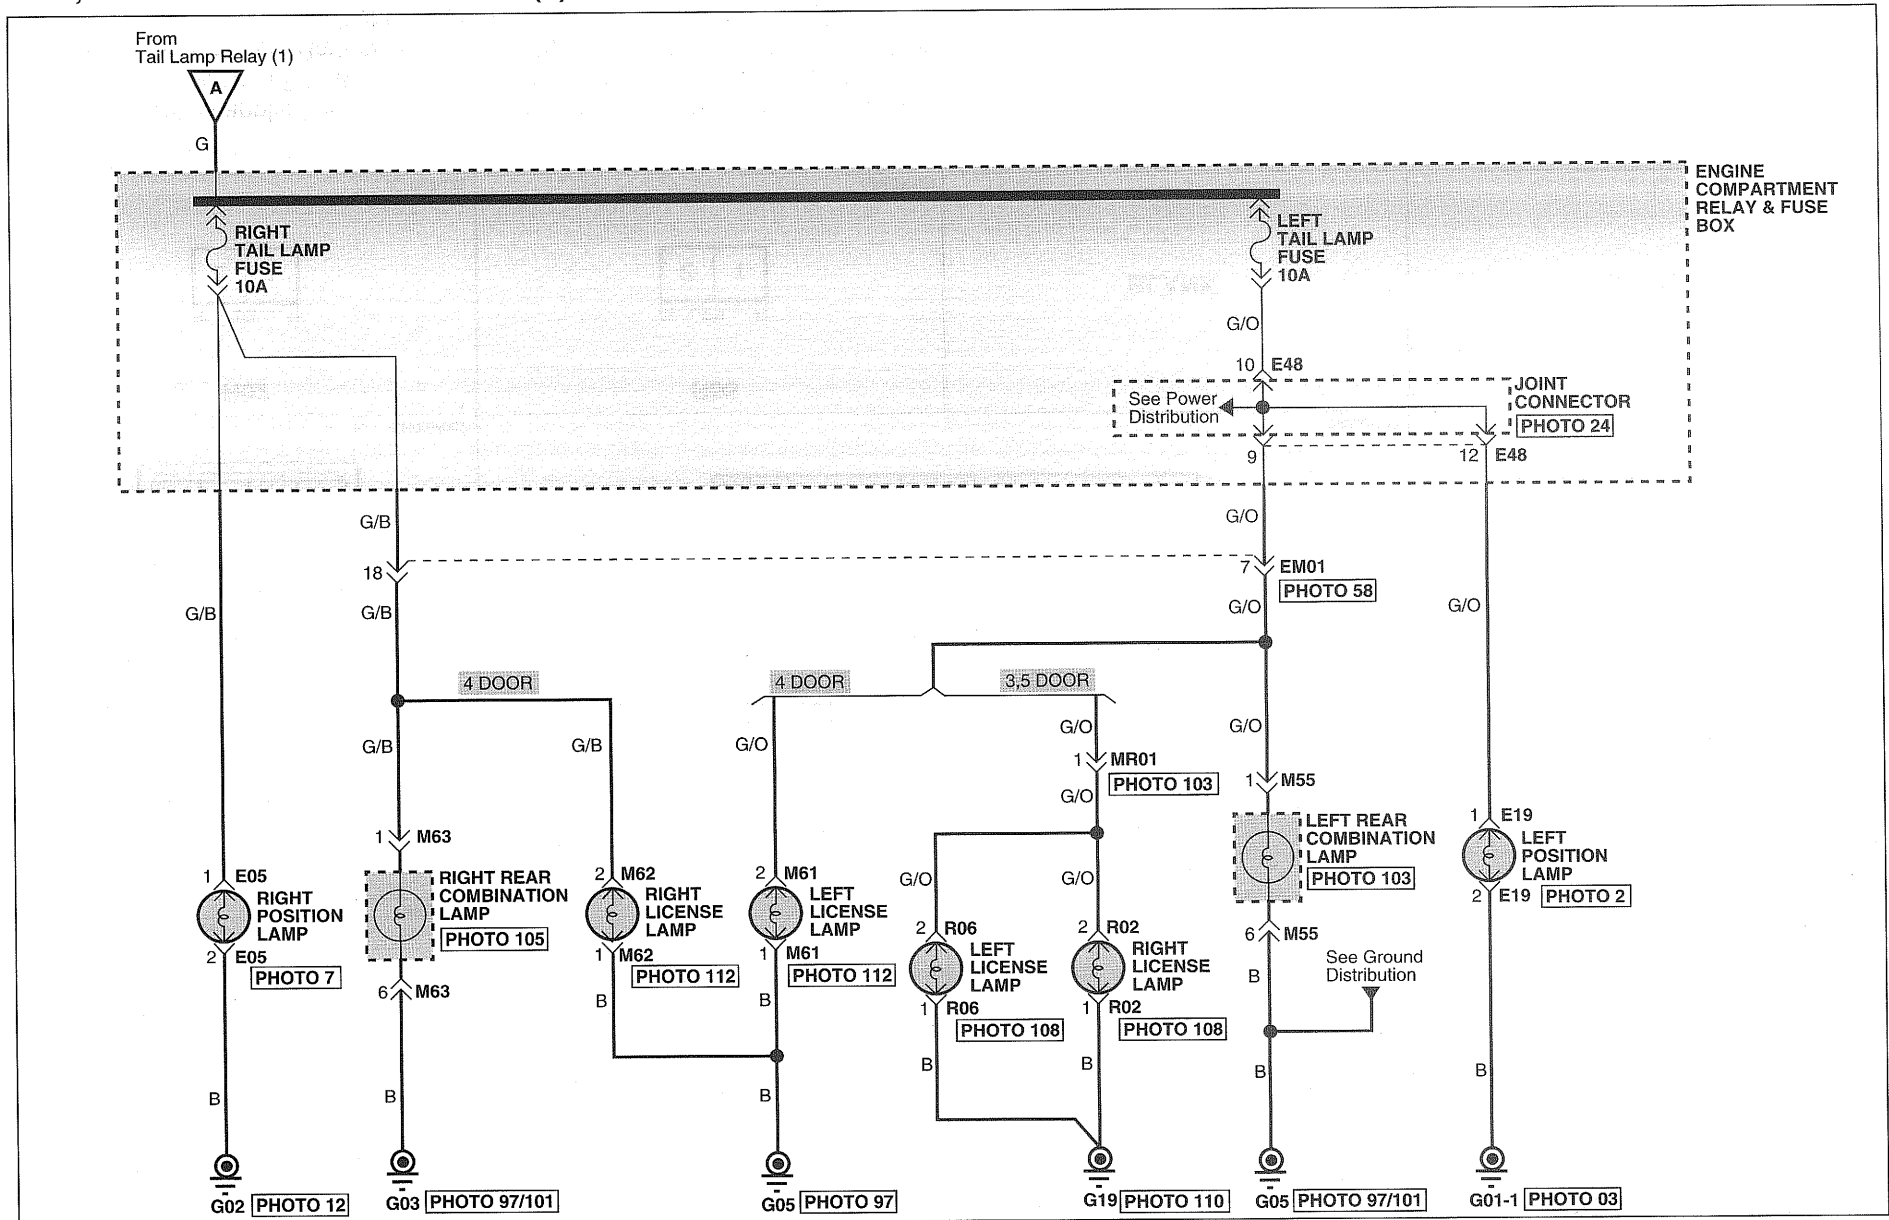 From
Tail Lamp Relay (1)
A
G
ENGINE
COMPARTMENT
RELAY & FUSE
BOX
RIGHT
TAIL LAMP
FUSE
10A
LEFT
TAIL LAMP
FUSE
10A
G/O
10 E48
See Power
Distribution
JOINT
CONNECTOR
PHOTO 24
9
12 E48
G/B
G/O
18
7 EM01
PHOTO 58
G/B
G/B
G/O
G/O
4 DOOR
4 DOOR
3,5 DOOR
G/B
G/B
G/O
G/O
G/O
1 MR01
PHOTO 103
G/O
1 M55
1 M63
LEFT REAR
COMBINATION
LAMP
PHOTO 103
1 E19
LEFT
POSITION
LAMP
2 E19 PHOTO 2
1 E05
RIGHT
POSITION
LAMP
2 E05
PHOTO 7
RIGHT REAR
COMBINATION
LAMP
PHOTO 105
6 M63
2 M62
RIGHT
LICENSE
LAMP
1 M62
PHOTO 112
2 M61
LEFT
LICENSE
LAMP
1 M61
PHOTO 112
G/O
G/O
2 R06
LEFT
LICENSE
LAMP
1 R06
PHOTO 108
2 R02
RIGHT
LICENSE
LAMP
1 R02
PHOTO 108
6 M55
See Ground
Distribution
B
B
B
B
B
B
B
B
B
B
G02 PHOTO 12
G03 PHOTO 97/101
G05 PHOTO 97
G19 PHOTO 110
G05 PHOTO 97/101
G01-1 PHOTO 03